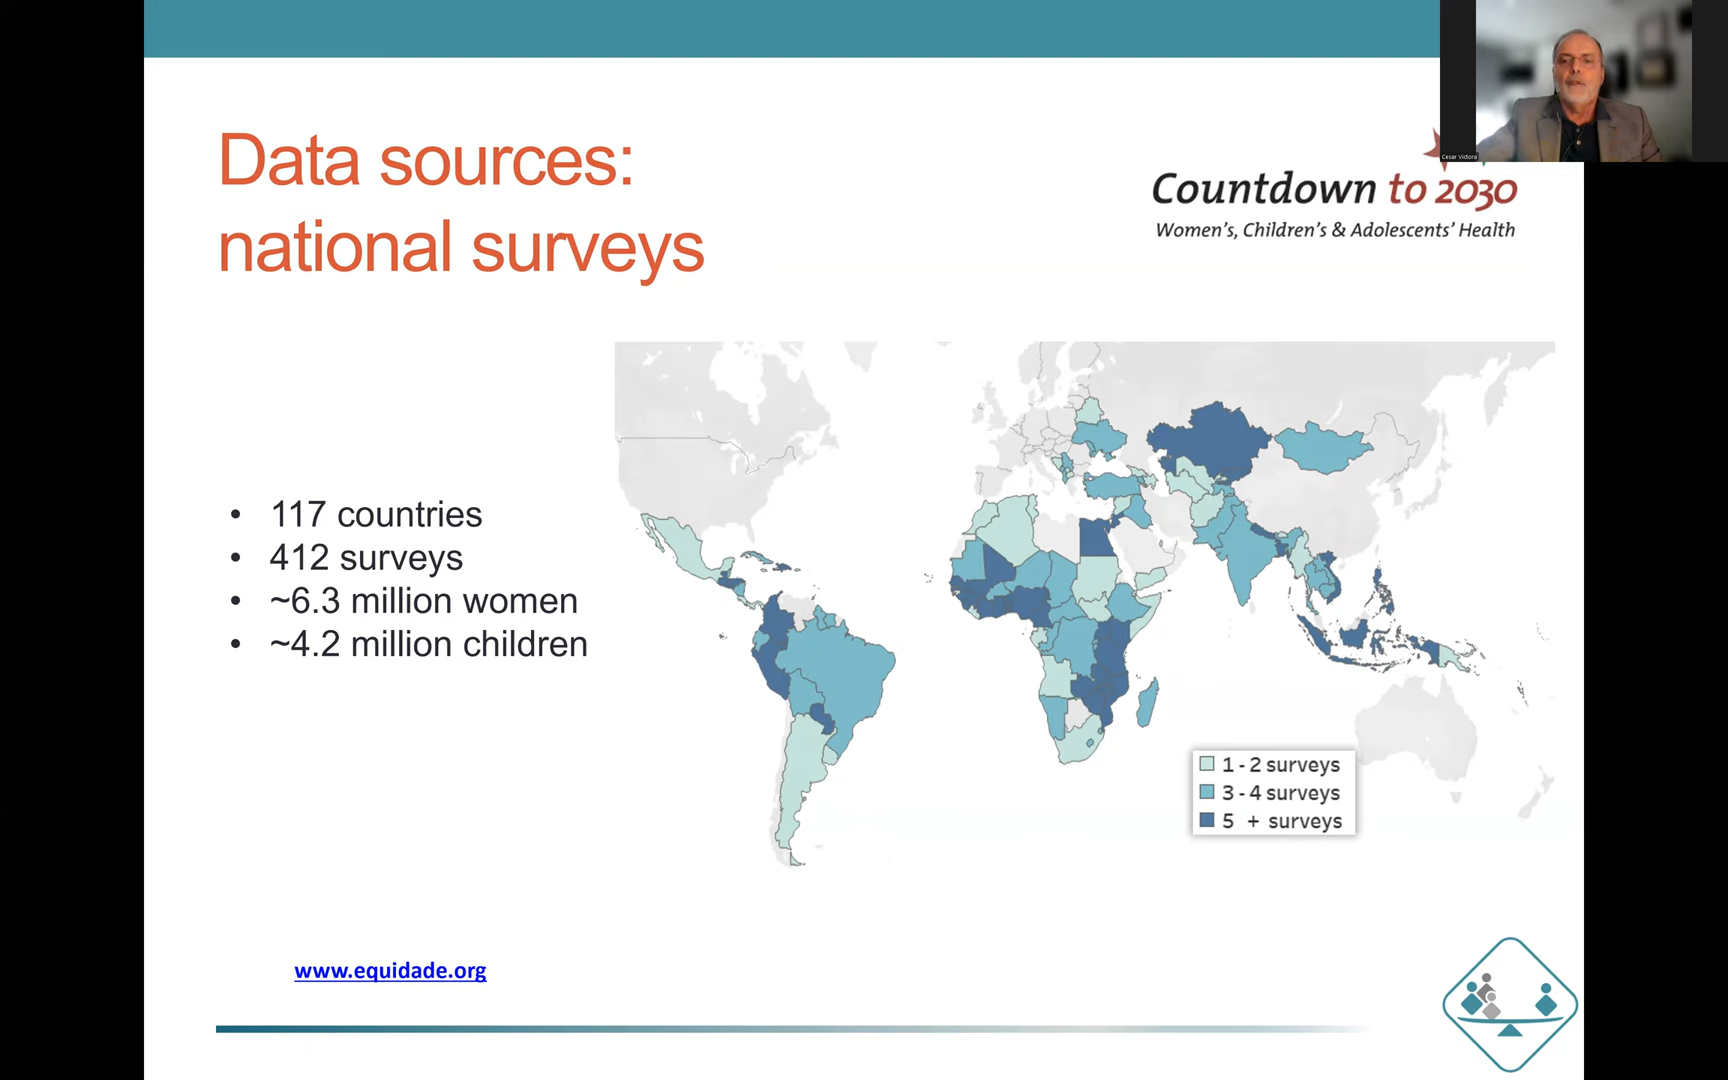 Cesar Victora
Data sources:
national surveys
Countdown to 2030
Women's, Children's & Adolescents' Health
• 117 countries
• 412 surveys
• ~6.3 million women
• ~4.2 million children
1 - 2 surveys
3 - 4 surveys
5 + surveys
www.equidade.org